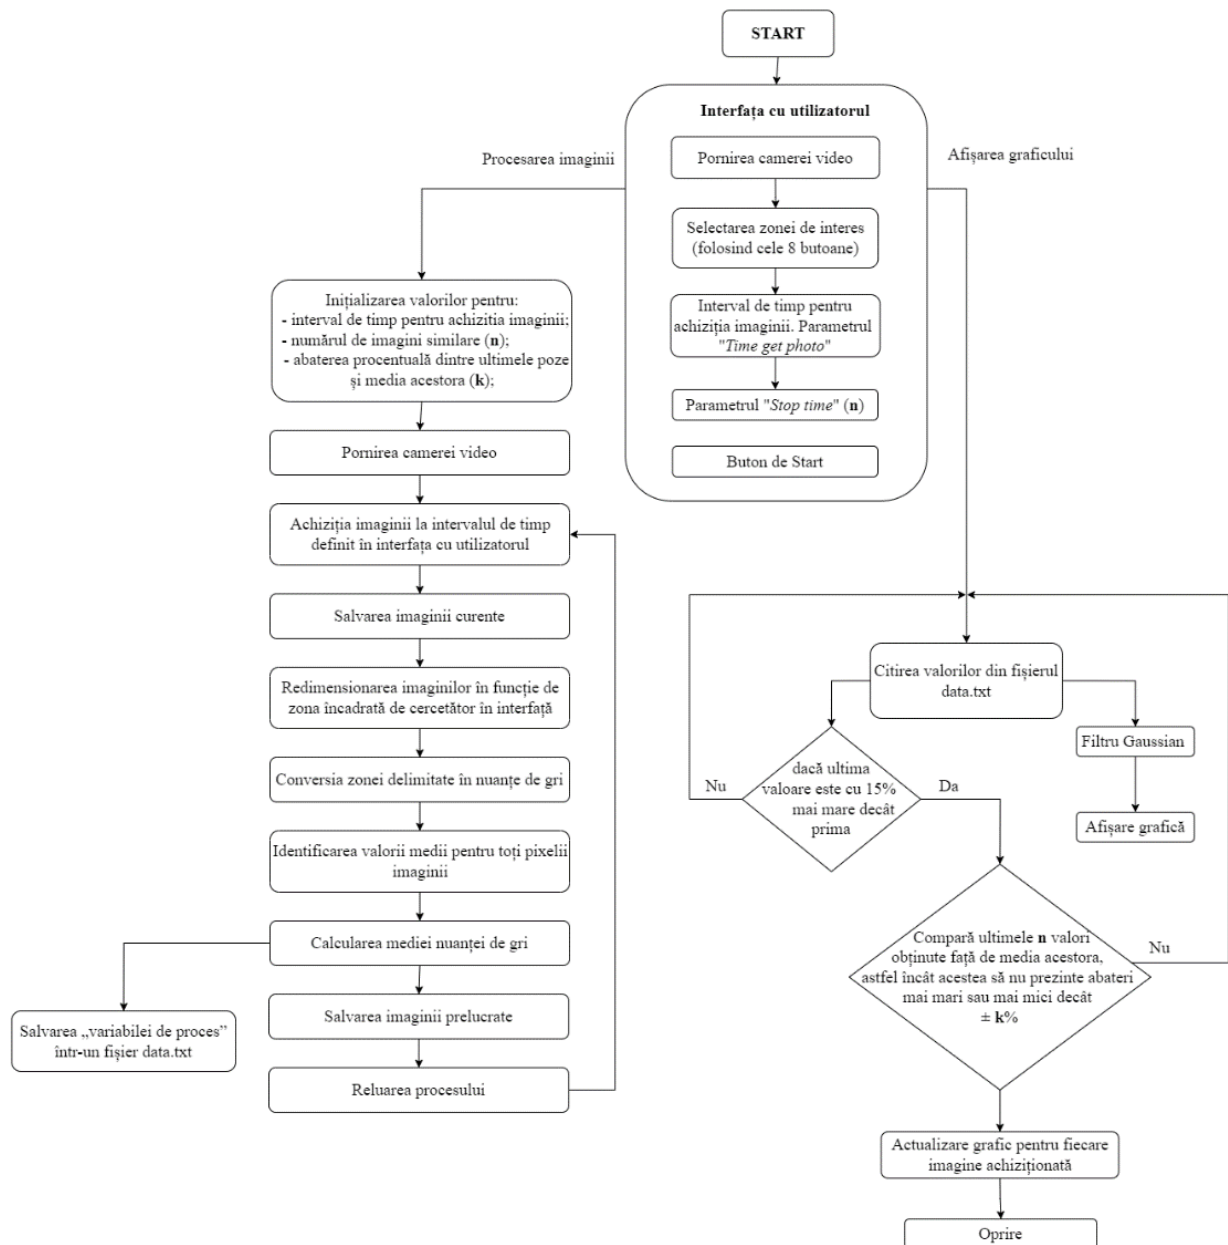 START
Interfața cu utilizatorul
Pornirea camerei video
Selectarea zonei de interes
(folosind cele 8 butoane)
Interval de timp pentru
achiziția imaginii. Parametrul
"Time get photo"
Parametrul "Stop time" (n)
Buton de Start
Procesarea imaginii
Inițializarea valorilor pentru:
- interval de timp pentru achizitia imaginii;
- numărul de imagini similare (n);
- abaterea procentuală dintre ultimele poze
și media acestora (k);
Pornirea camerei video
Achiziția imaginii la intervalul de timp
definit în interfața cu utilizatorul
Salvarea imaginii curente
Redimensionarea imaginilor în funcție de
zona încadrată de cercetător în interfață
Conversia zonei delimitate în nuanțe de gri
Identificarea valorii medii pentru toți pixelii
imaginii
Calcularea mediei nuanței de gri
Salvarea „variabilei de proces”
într-un fișier data.txt
Salvarea imaginii prelucrate
Reluarea procesului
Afișarea graficului
Citirea valorilor din fișierul
data.txt
Filtru Gaussian
Afișare grafică
dacă ultima
valoare este cu 15%
mai mare decât
prima
Nu
Da
Compară ultimele n valori
obținute față de media acestora,
astfel încât acestea să nu prezinte abateri
mai mari sau mai mici decât
± k%
Nu
Actualizare grafic pentru fiecare
imagine achiziționată
Oprire